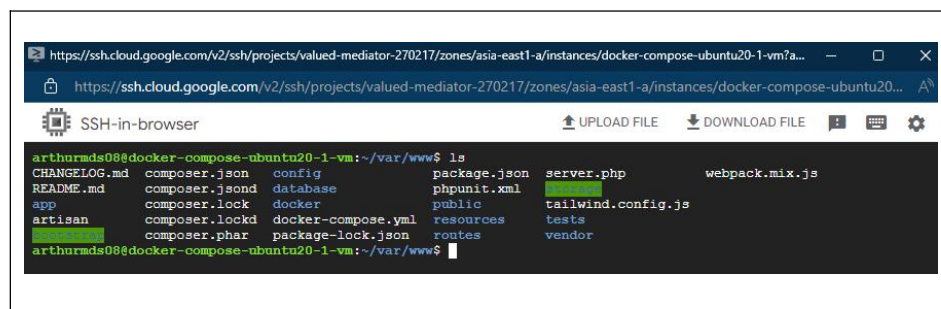 https://ssh.cloud.google.com/v2/ssh/projects/valued-mediator-270217/zones/asia-east1-a/instances/docker-compose-ubuntu20-1-vm?a...
https://ssh.cloud.google.com/v2/ssh/projects/valued-mediator-270217/zones/asia-east1-a/instances/docker-compose-ubuntu20... A
SSH-in-browser UPLOAD FILE DOWNLOAD FILE
arthurmds08@docker-compose-ubuntu20-1-vm:~/var/www$ ls
CHANGELOG.md composer.json config package.json server.php webpack.mix.js
README.md composer.jsond database phpunit.xml storage
app composer.lock docker public tailwind.config.js
artisan composer.lockd docker-compose.yml resources tests
bootstrap composer.phar package-lock.json routes vendor
arthurmds08@docker-compose-ubuntu20-1-vm:~/var/www$